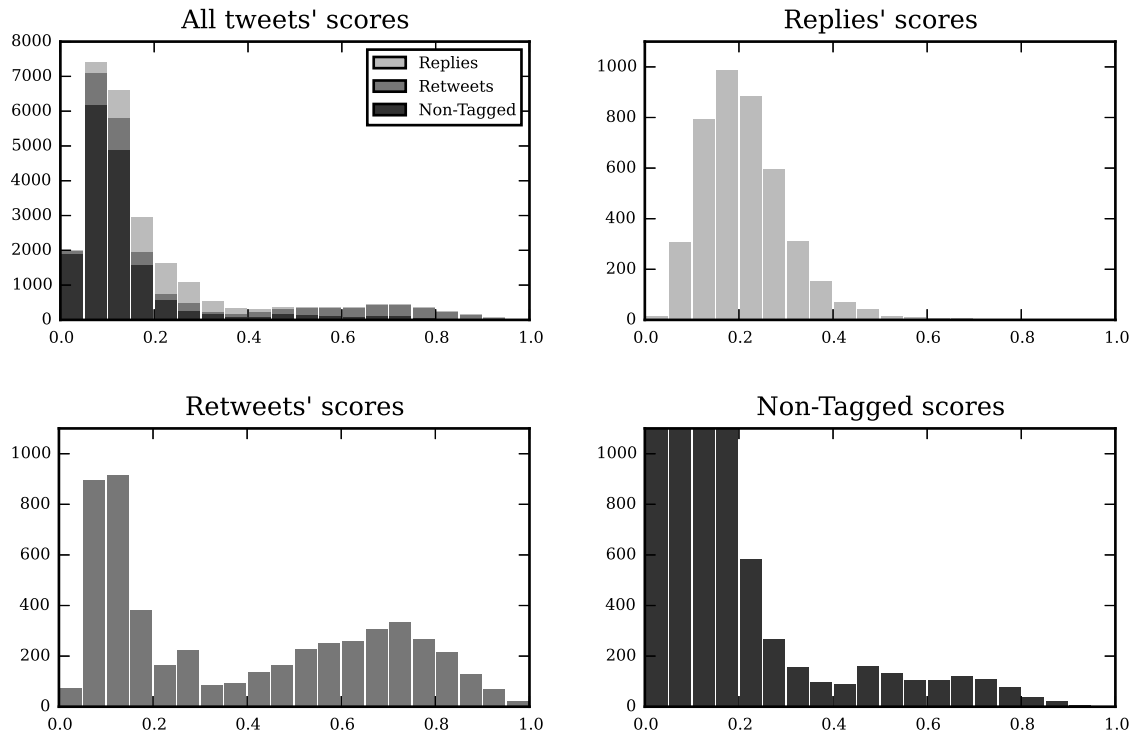 All tweets' scores
8000
7000
6000
5000
4000
3000
2000
1000
0
0.0 0.2 0.4 0.6 0.8 1.0
Replies
Retweets
Non-Tagged
Replies' scores
1000
800
600
400
200
0
0.0 0.2 0.4 0.6 0.8 1.0
Retweets' scores
1000
800
600
400
200
0
0.0 0.2 0.4 0.6 0.8 1.0
Non-Tagged scores
1000
800
600
400
200
0
0.0 0.2 0.4 0.6 0.8 1.0